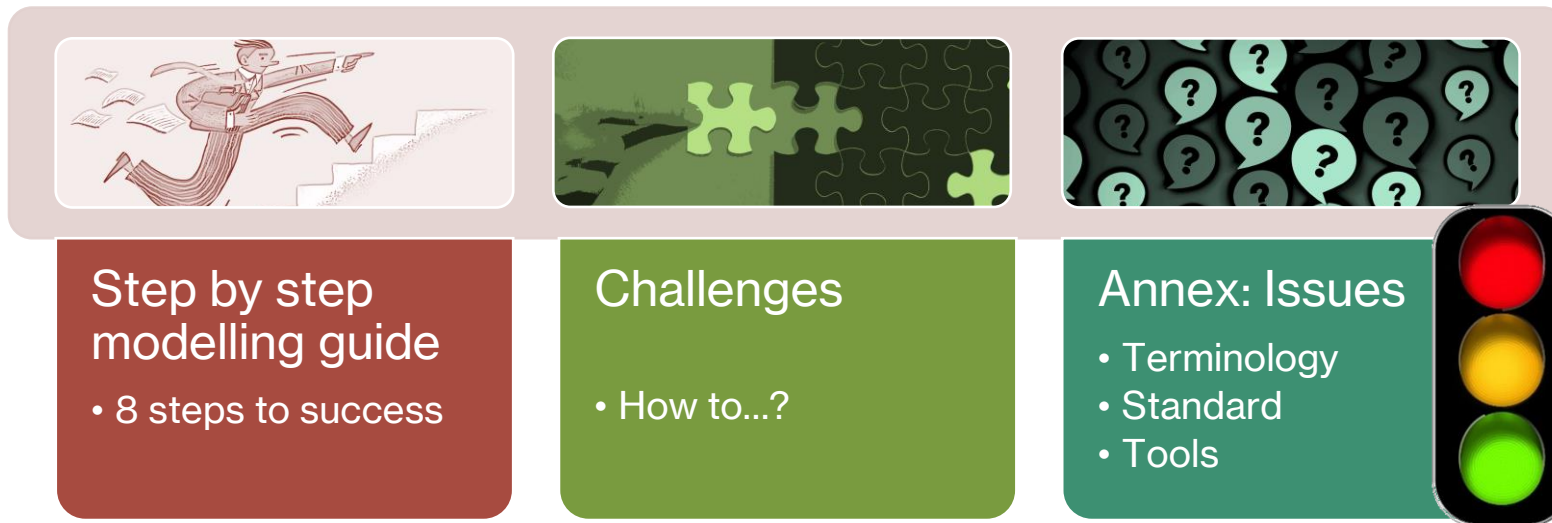 Step by step
modelling guide
• 8 steps to success
Challenges
• How to...?
Annex: Issues
• Terminology
• Standard
• Tools